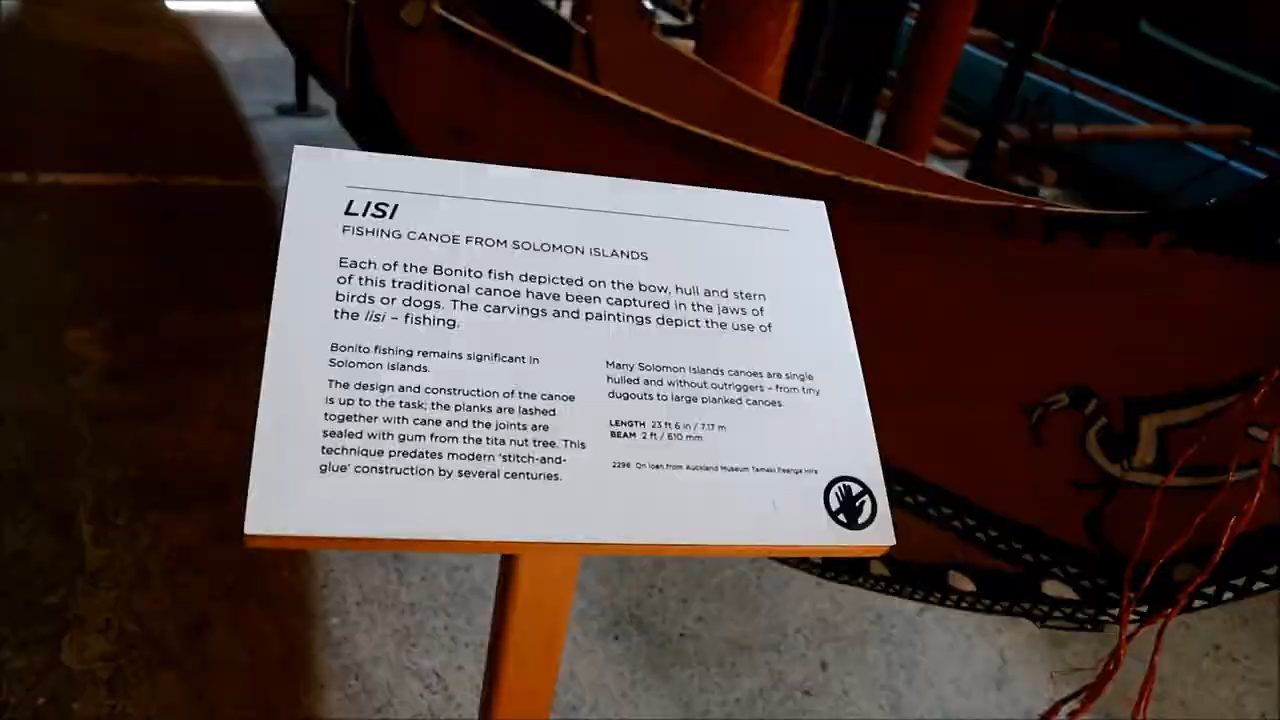 LISI
FISHING CANOE FROM SOLOMON ISLANDS
Each of the Bonito fish depicted on the bow, hull and stern
of this traditional canoe have been captured in the jaws of
birds or dogs. The carvings and paintings depict the use of
the lisi – fishing.
Bonito fishing remains significant in
Solomon Islands.
The design and construction of the canoe
is up to the task; the planks are lashed
together with cane and the joints are
sealed with gum from the tita nut tree. This
technique predates modern 'stitch-and-
glue' construction by several centuries.
Many Solomon Islands canoes are single
hulled and without outriggers – from tiny
dugouts to large planked canoes.
LENGTH 23 ft 6 in / 7.17 m
BEAM 2 ft / 610 mm
2296 On loan from Auckland Museum Tamaki Paenga Hira